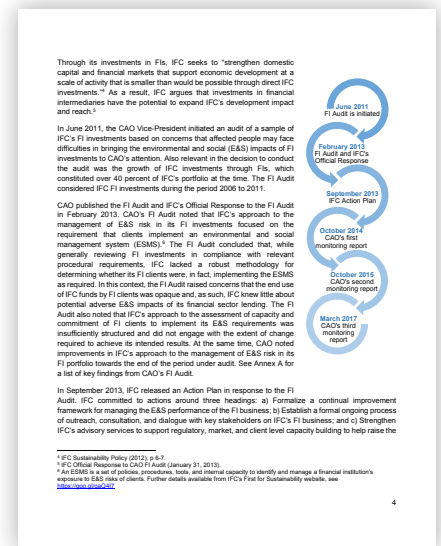 Through its investments in FIs, IFC seeks to “strengthen domestic
capital and financial markets that support economic development at a
scale of activity that is smaller than would be possible through direct IFC
investments.”4 As a result, IFC argues that investments in financial
intermediaries have the potential to expand IFC’s development impact
and reach.5
In June 2011, the CAO Vice-President initiated an audit of a sample of
IFC’s FI investments based on concerns that affected people may face
difficulties in bringing the environmental and social (E&S) impacts of FI
investments to CAO’s attention. Also relevant in the decision to conduct
the audit was the growth of IFC investments through FIs, which
constituted over 40 percent of IFC’s portfolio at the time. The FI Audit
considered IFC FI investments during the period 2006 to 2011.
CAO published the FI Audit and IFC’s Official Response to the FI Audit
in February 2013. CAO’s FI Audit noted that IFC’s approach to the
management of E&S risk in its FI investments focused on the
requirement that clients implement an environmental and social
management system (ESMS).6 The FI Audit concluded that, while
generally reviewing FI investments in compliance with relevant
procedural requirements, IFC lacked a robust methodology for
determining whether its FI clients were, in fact, implementing the ESMS
as required. In this context, the FI Audit raised concerns that the end use
of IFC funds by FI clients was opaque and, as such, IFC knew little about
potential adverse E&S impacts of its financial sector lending. The FI
Audit also noted that IFC’s approach to the assessment of capacity and
commitment of FI clients to implement its E&S requirements was
insufficiently structured and did not engage with the extent of change
required to achieve its intended results. At the same time, CAO noted
improvements in IFC’s approach to the management of E&S risk in its
FI portfolio towards the end of the period under audit. See Annex A for
a list of key findings from CAO’s FI Audit.
June 2011
FI Audit is initiated
February 2013
FI Audit and IFC's
Official Response
September 2013
IFC Action Plan
October 2014
CAO's first
monitoring report
October 2015
CAO's second
monitoring report
March 2017
CAO's third
monitoring
report
In September 2013, IFC released an Action Plan in response to the FI
Audit. IFC committed to actions around three headings: a) Formalize a continual improvement
framework for managing the E&S performance of the FI business; b) Establish a formal ongoing process
of outreach, consultation, and dialogue with key stakeholders on IFC’s FI business; and c) Strengthen
IFC’s advisory services to support regulatory, market, and client level capacity building to help raise the
4 IFC Sustainability Policy (2012), p 6-7.
5 IFC Official Response to CAO FI Audit (January 31, 2013).
6 An ESMS is a set of policies, procedures, tools, and internal capacity to identify and manage a financial institution’s
exposure to E&S risks of clients. Further details available from IFC’s First for Sustainability website, see
4